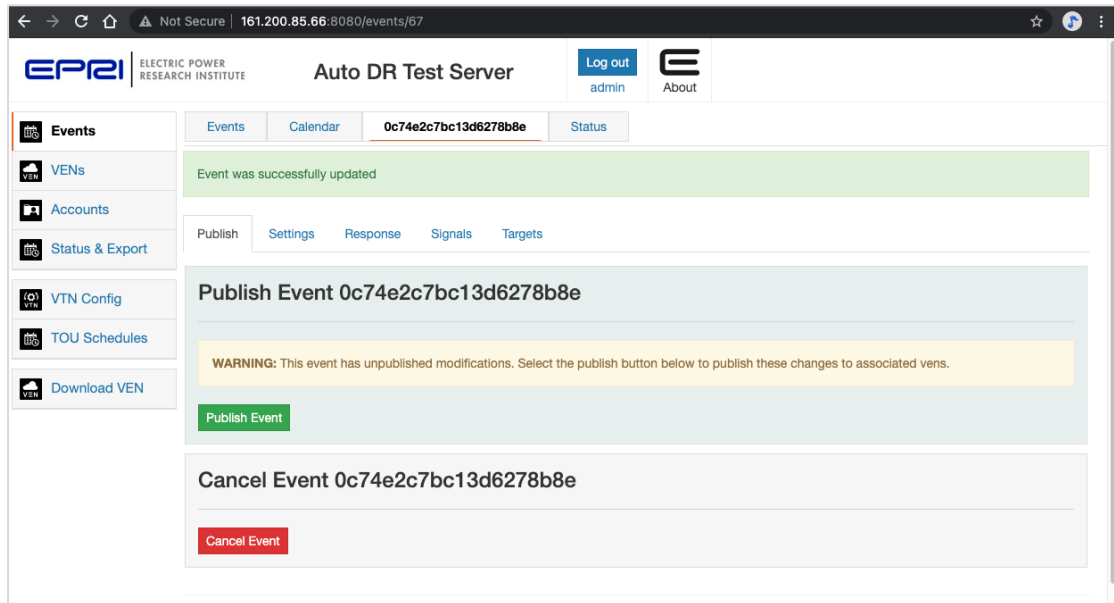 Not Secure | 161.200.85.66:8080/events/67
EPRI ELECTRIC POWER
RESEARCH INSTITUTE
Auto DR Test Server
Log out
admin
About
Events
VENs
Accounts
Status & Export
VTN Config
TOU Schedules
Download VEN
Events Calendar 0c74e2c7bc13d6278b8e Status
Event was successfully updated
Publish Settings Response Signals Targets
Publish Event 0c74e2c7bc13d6278b8e
WARNING: This event has unpublished modifications. Select the publish button below to publish these changes to associated vens.
Publish Event
Cancel Event 0c74e2c7bc13d6278b8e
Cancel Event